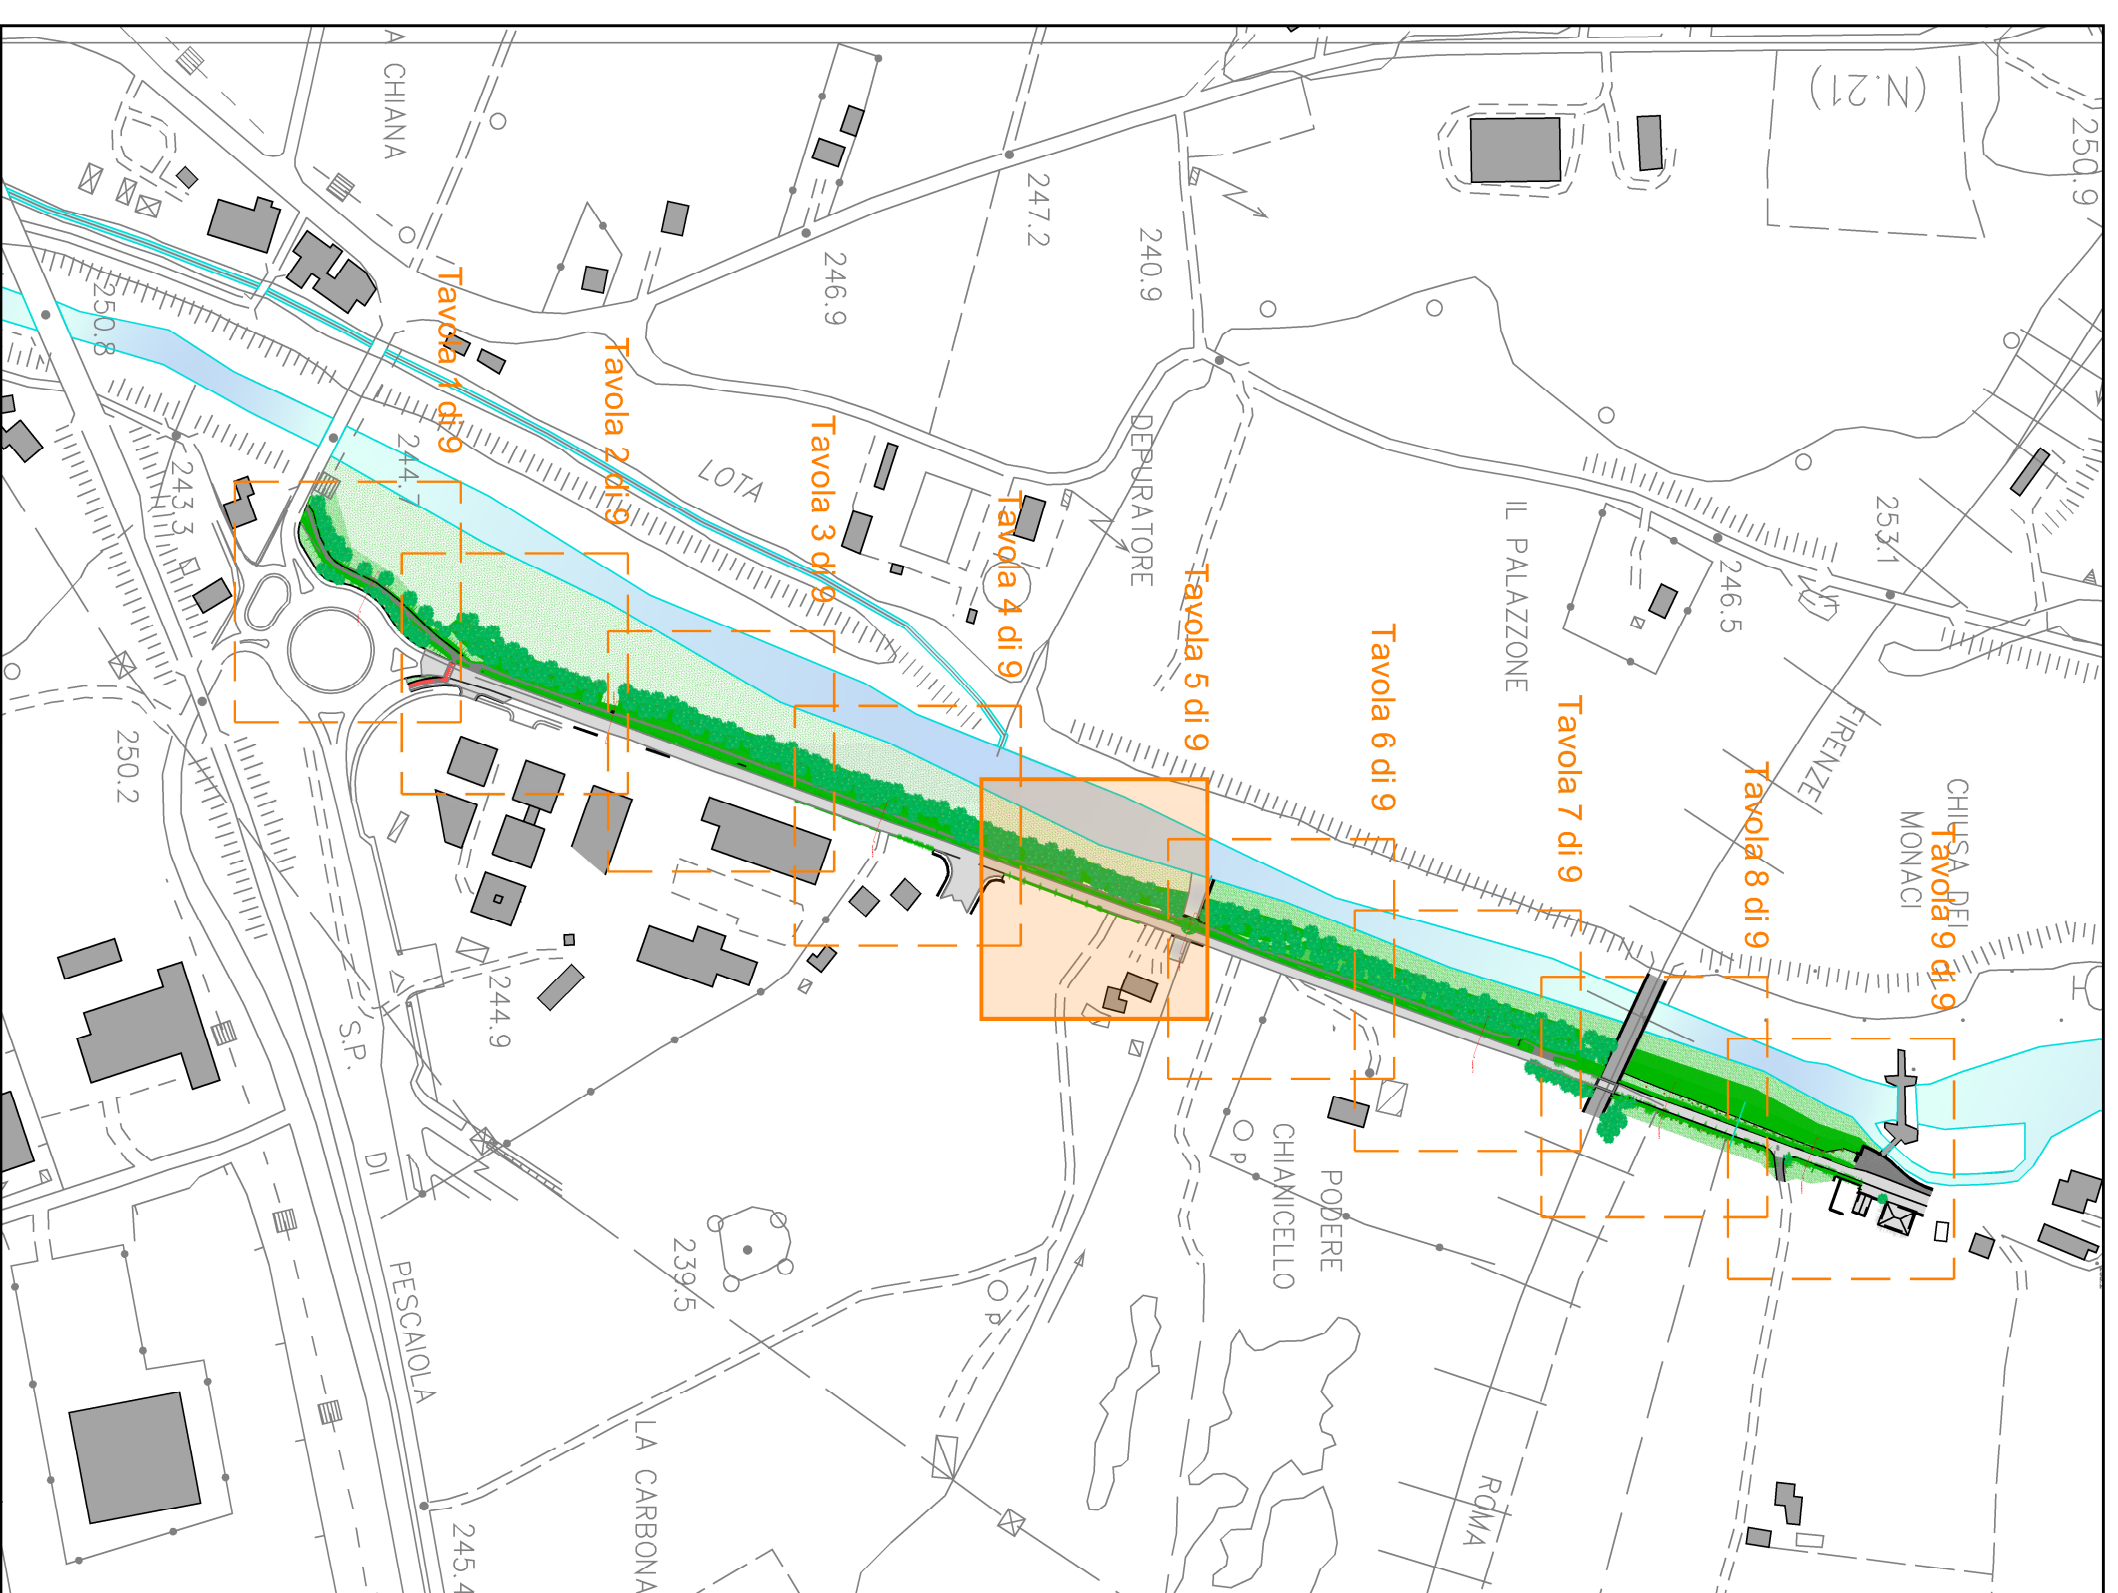 A CHIANA
(N.21)
250.9
247.2
240.9
246.9
250.8
Tavola 1 di 9
Tavola 2 di 9
Tavola 3 di 9
Tavola 4 di 9
Tavola 5 di 9
Tavola 6 di 9
Tavola 7 di 9
Tavola 8 di 9
Tavola 9 di 9
244.
243.3
LOTA
DEPURATORE
IL PALAZZONE
253.1
246.5
FIRENZE
CHIUSA DEI
MONACI
250.2
244.9
S.P.
DI
PESCAIOLA
239.5
PODERE
CHIANICELLO
p
p
ROMA
LA CARBONA
245.4